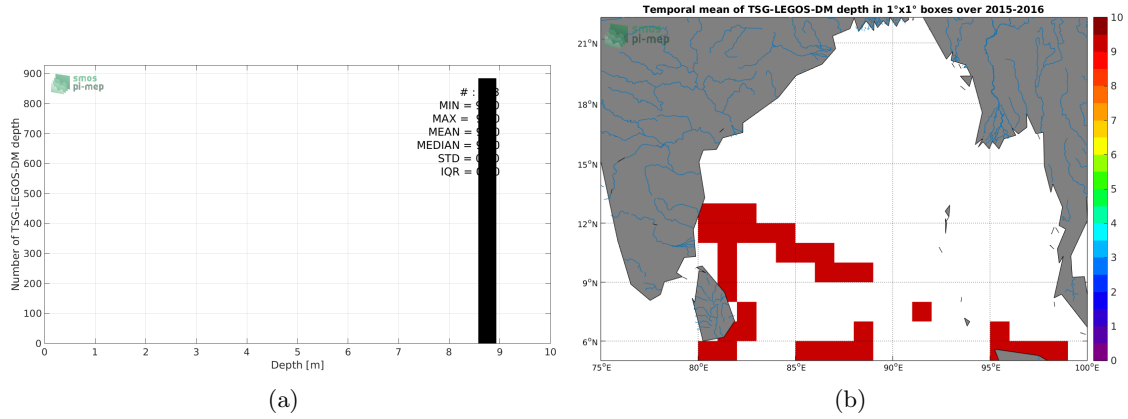 Temporal mean of TSG-LEGOS-DM depth in 1°x1° boxes over 2015-2016
smos
pi-mep
900
800
700
600
500
400
300
200
100
0
Number of TSG-LEGOS-DM depth
# :
MIN =
MAX =
MEAN =
MEDIAN =
STD =
IQR =
0 1 2 3 4 5 6 7 8 9 10
Depth [m]
(a)
smos
pi-mep
21°N
18°N
15°N
12°N
9°N
6°N
75°E 80°E 85°E 90°E 95°E 100°E
10
9
8
7
6
5
4
3
2
1
0
(b)